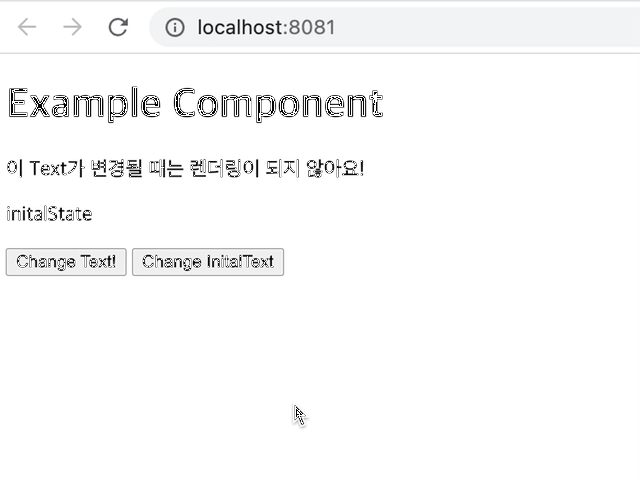 localhost:8081
Example Component
이 Text가 변경될 때는 렌더링이 되지 않아요!
initalState
Change Text! Change InitalText